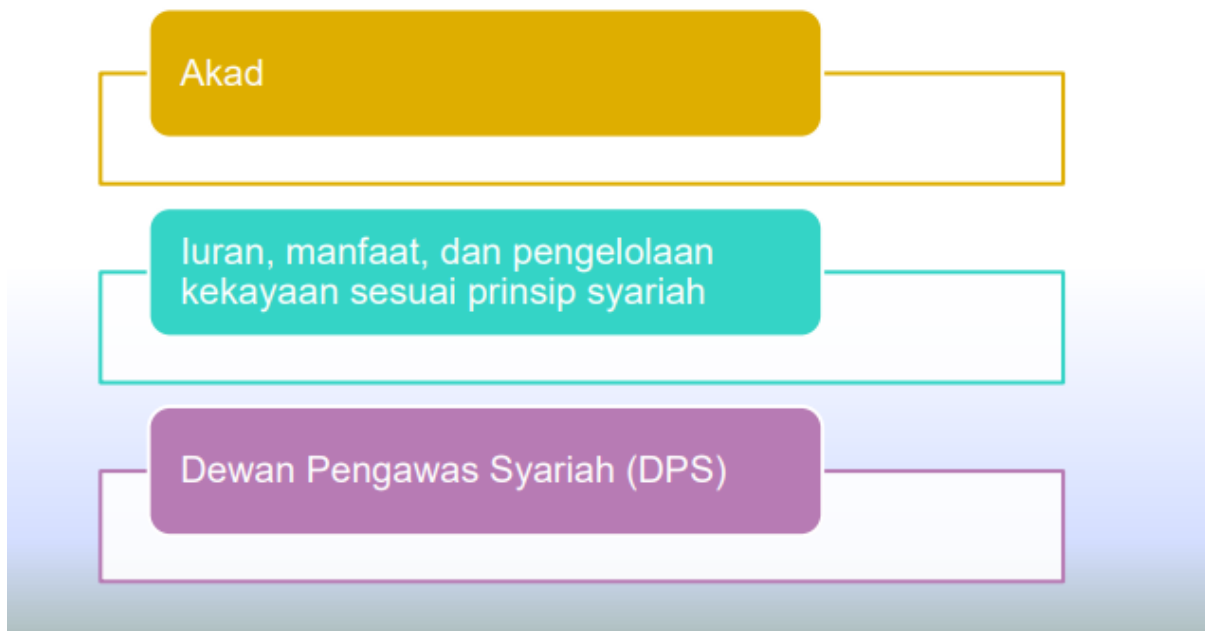 Akad
Iuran, manfaat, dan pengelolaan
kekayaan sesuai prinsip syariah
Dewan Pengawas Syariah (DPS)